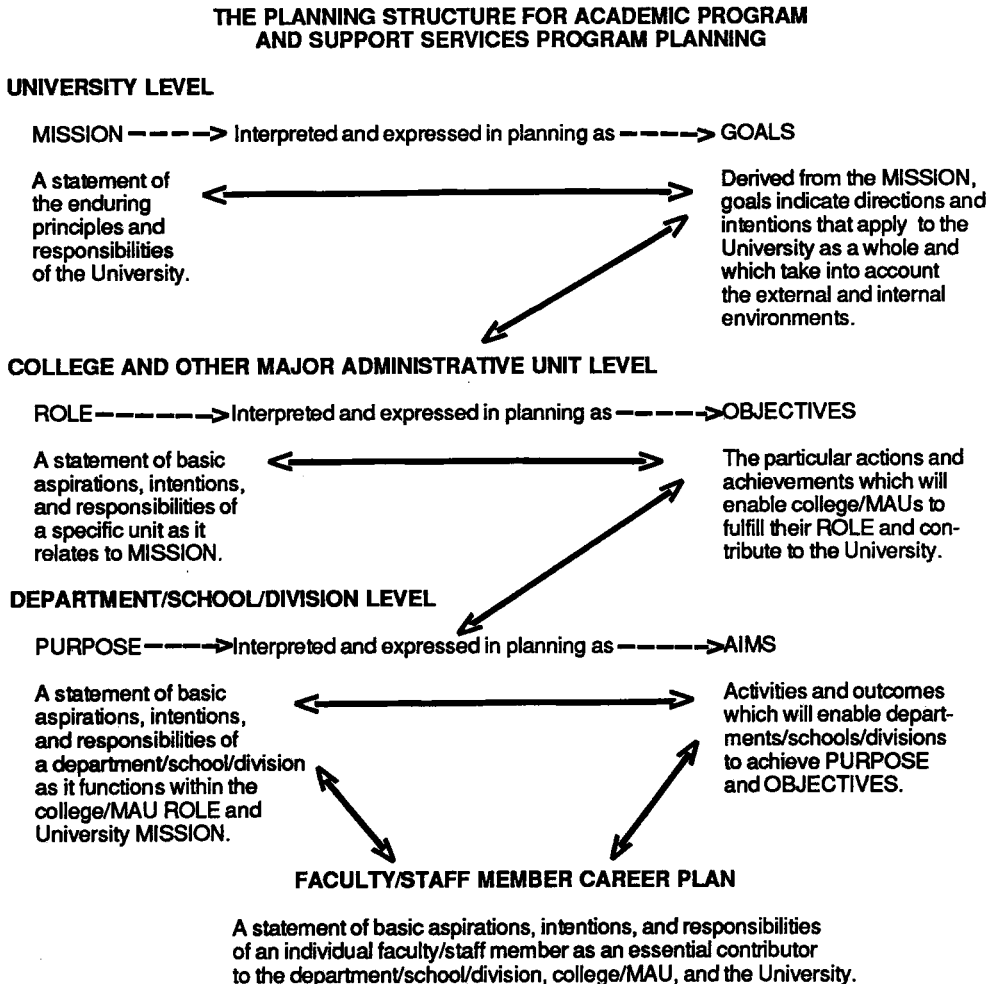 THE PLANNING STRUCTURE FOR ACADEMIC PROGRAM
AND SUPPORT SERVICES PROGRAM PLANNING
UNIVERSITY LEVEL
MISSION Interpreted and expressed in planning as GOALS
A statement of
the enduring
principles and
responsibilities
of the University.
Derived from the MISSION,
goals indicate directions and
intentions that apply to the
University as a whole and
which take into account
the external and internal
environments.
COLLEGE AND OTHER MAJOR ADMINISTRATIVE UNIT LEVEL
ROLE Interpreted and expressed in planning as OBJECTIVES
A statement of basic
aspirations, intentions,
and responsibilities of
a specific unit as it
relates to MISSION.
The particular actions and
achievements which will
enable college/MAUs to
fulfill their ROLE and con-
tribute to the University.
DEPARTMENT/SCHOOL/DIVISION LEVEL
PURPOSE Interpreted and expressed in planning as AIMS
A statement of basic
aspirations, intentions,
and responsibilities of
a department/school/division
as it functions within the
college/MAU ROLE and
University MISSION.
Activities and outcomes
which will enable depart-
ments/schools/divisions
to achieve PURPOSE
and OBJECTIVES.
FACULTY/STAFF MEMBER CAREER PLAN
A statement of basic aspirations, intentions, and responsibilities
of an individual faculty/staff member as an essential contributor
to the department/school/division, college/MAU, and the University.